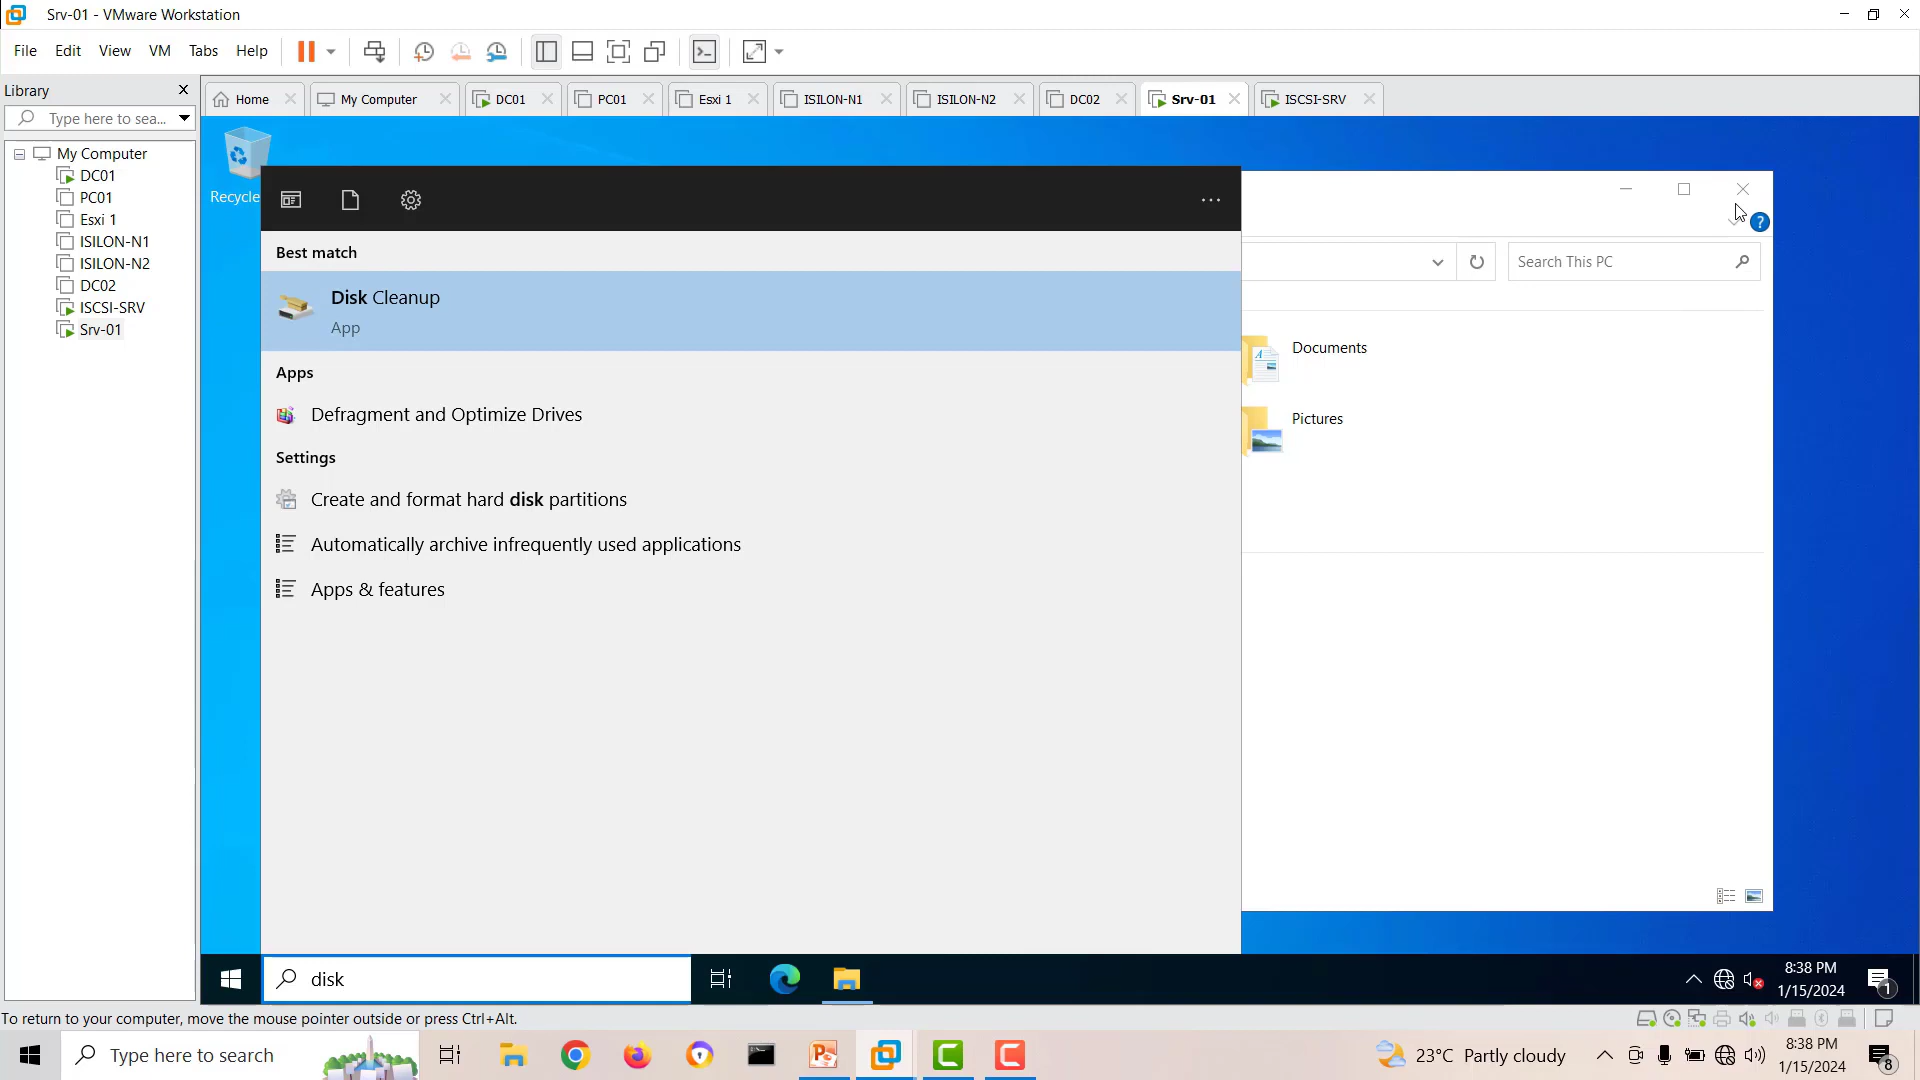 Srv-01 - VMware Workstation
File Edit View VM Tabs Help
Library
Type here to sea...
Home
My Computer
DC01
PC01
Esxi 1
ISILON-N1
ISILON-N2
DC02
Srv-01
ISCSI-SRV
My Computer
DC01
PC01
Esxi 1
ISILON-N1
ISILON-N2
DC02
ISCSI-SRV
Srv-01
Recycle
Best match
Disk Cleanup
App
Apps
Defragment and Optimize Drives
Settings
Create and format hard disk partitions
Automatically archive infrequently used applications
Apps & features
Search This PC
Documents
Pictures
disk
8:38 PM
1/15/2024
1
To return to your computer, move the mouse pointer outside or press Ctrl+Alt.
Type here to search
23°C Partly cloudy
8:38 PM
1/15/2024
8